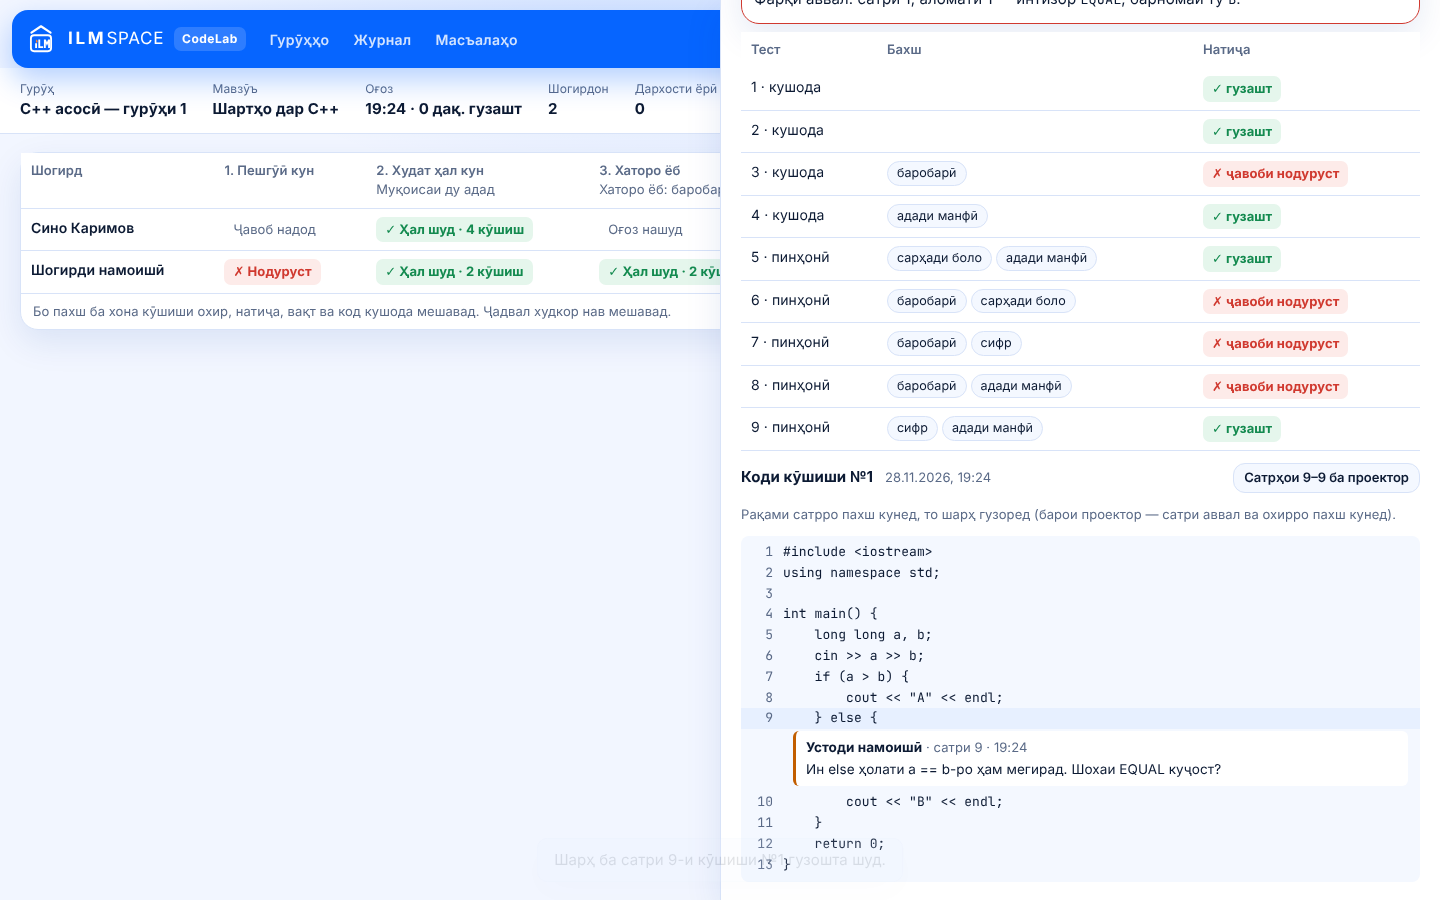 ILMSPACE CodeLab Гурӯҳҳо Журнал Масъалаҳо
Гурӯҳ Мавзӯъ Оғоз Шогирдон Дархости ёрӣ
C++ асосӣ — гурӯҳи 1 Шартҳо дар C++ 19:24 · 0 дақ. гузашт 2 0
Шогирд 1. Пешгӯӣ кун 2. Худат ҳал кун 3. Хаторо ёб
Муқоисаи ду адад Хаторо ёб:
Сино Каримов Ҷавоб надод ✓ Ҳал шуд · 4 кӯшиш Оғоз нашуд
Шогирди намоишӣ ✗ Нодуруст ✓ Ҳал шуд · 2 кӯшиш ✓ Ҳал шуд · 2
Бо пахш ба хона кӯшиши охир, натиҷа, вақт ва код кушода мешавад. Ҷадвал худкор нав мешавад.
Тест Бахш Натиҷа
1 · кушода ✓ гузашт
2 · кушода ✓ гузашт
3 · кушода баробарӣ ✗ ҷавоби нодуруст
4 · кушода адади манфӣ ✓ гузашт
5 · пинҳонӣ сарҳади боло адади манфӣ ✓ гузашт
6 · пинҳонӣ баробарӣ сарҳади боло ✗ ҷавоби нодуруст
7 · пинҳонӣ баробарӣ сифр ✗ ҷавоби нодуруст
8 · пинҳонӣ баробарӣ адади манфӣ ✗ ҷавоби нодуруст
9 · пинҳонӣ сифр адади манфӣ ✓ гузашт
Коди кӯшиши №1 28.11.2026, 19:24 Сатрҳои 9–9 ба проектор
Рақами сатрро пахш кунед, то шарҳ гузоред (барои проектор — сатри аввал ва охирро пахш кунед).
1 #include <iostream>
2 using namespace std;
3
4 int main() {
5     long long a, b;
6     cin >> a >> b;
7     if (a > b) {
8         cout << "A" << endl;
9     } else {
Устоди намоишӣ · сатри 9 · 19:24
Ин else ҳолати a == b-ро ҳам мегирад. Шохаи EQUAL куҷост?
10         cout << "B" << endl;
11     }
12     return 0;
13 }
Шарҳ ба сатри 9-и кӯшиши №1 гузошта шуд.